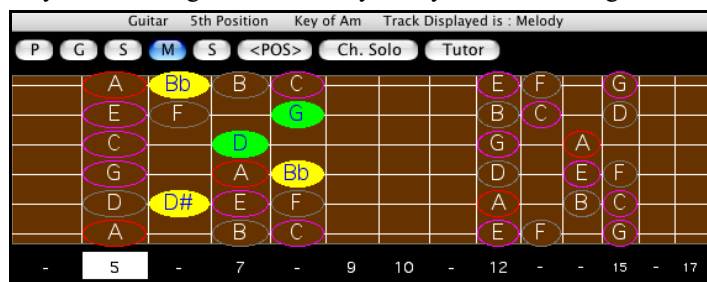 Guitar 5th Position Key of Am Track Displayed is : Melody
P G S M S <POS> Ch. Solo Tutor
A Bb B C E F G
E F G B C D
C D G A
G A Bb D E F
D D# E F A B C
A B C E F G
- 5 - 7 - 9 10 - 12 - - 15 - 17